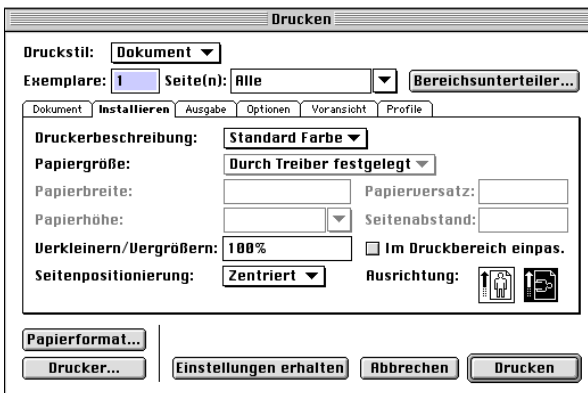 Drucken
Druckstil: Dokument
Exemplare: 1 Seite(n): Alle Bereichsunterteiler...
Dokument Installieren Ausgabe Optionen Voransicht Profile
Druckerbeschreibung: Standard Farbe
Papiergröße: Durch Treiber festgelegt
Papierbreite: Papierversatz:
Papierhöhe: Seitenabstand:
Verkleinern/Vergrößern: 100% Im Druckbereich einpas.
Seitenpositionierung: Zentriert Ausrichtung:
Papierformat...
Drucker... Einstellungen erhalten Abbrechen Drucken